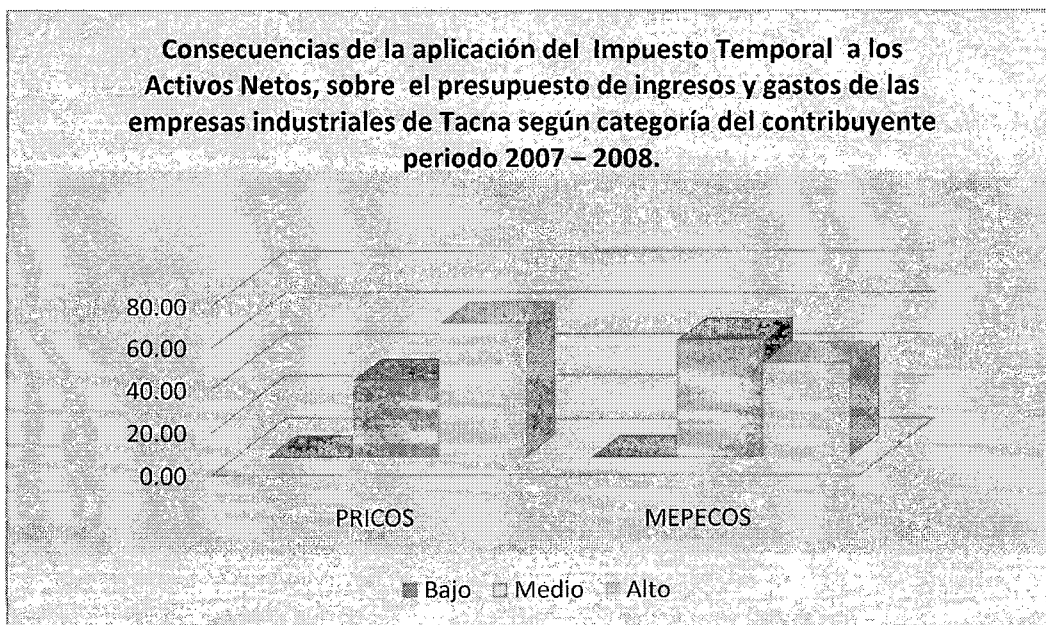 Consecuencias de la aplicación del Impuesto Temporal a los
Activos Netos, sobre el presupuesto de ingresos y gastos de las
empresas industriales de Tacna según categoría del contribuyente
periodo 2007 – 2008.
80.00
60.00
40.00
20.00
0.00
PRICOS MEPECOS
Bajo Medio Alto